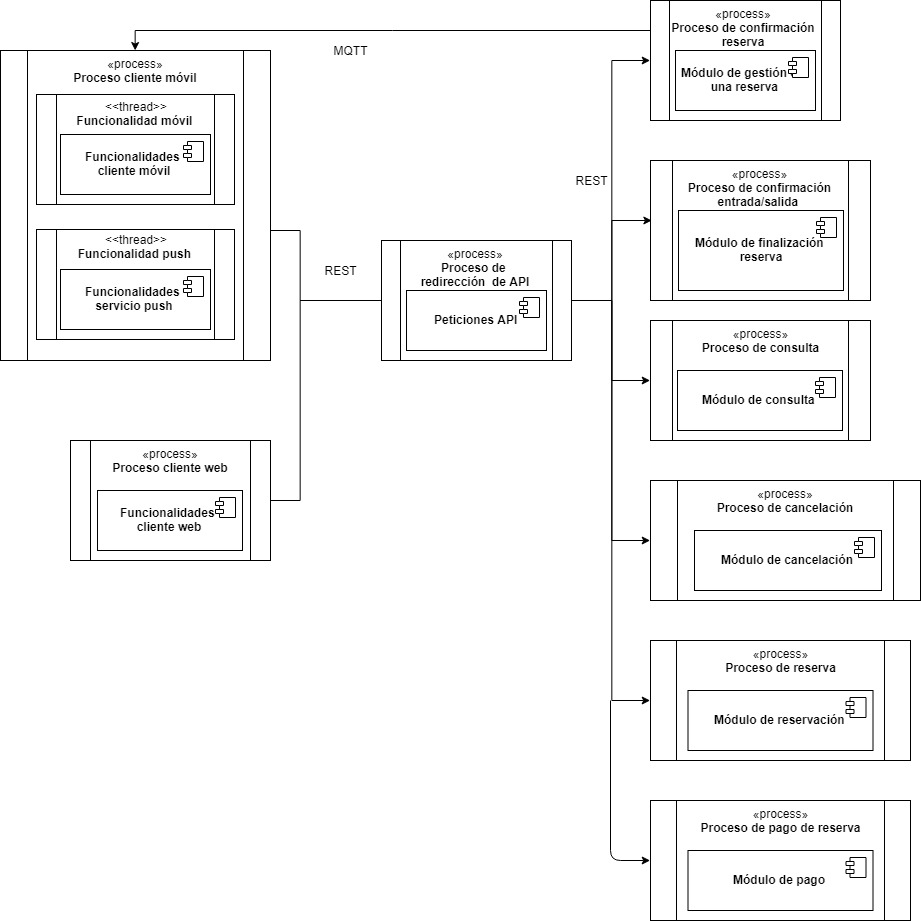 «process»
Proceso cliente móvil
<<thread>>
Funcionalidad móvil
Funcionalidades
cliente móvil
<<thread>>
Funcionalidad push
Funcionalidades
servicio push
«process»
Proceso cliente web
Funcionalidades
cliente web
MQTT
REST
«process»
Proceso de
redirección de API
Peticiones API
REST
«process»
Proceso de confirmación
reserva
Módulo de gestión
una reserva
«process»
Proceso de confirmación
entrada/salida
Módulo de finalización
reserva
«process»
Proceso de consulta
Módulo de consulta
«process»
Proceso de cancelación
Módulo de cancelación
«process»
Proceso de reserva
Módulo de reservación
«process»
Proceso de pago de reserva
Módulo de pago